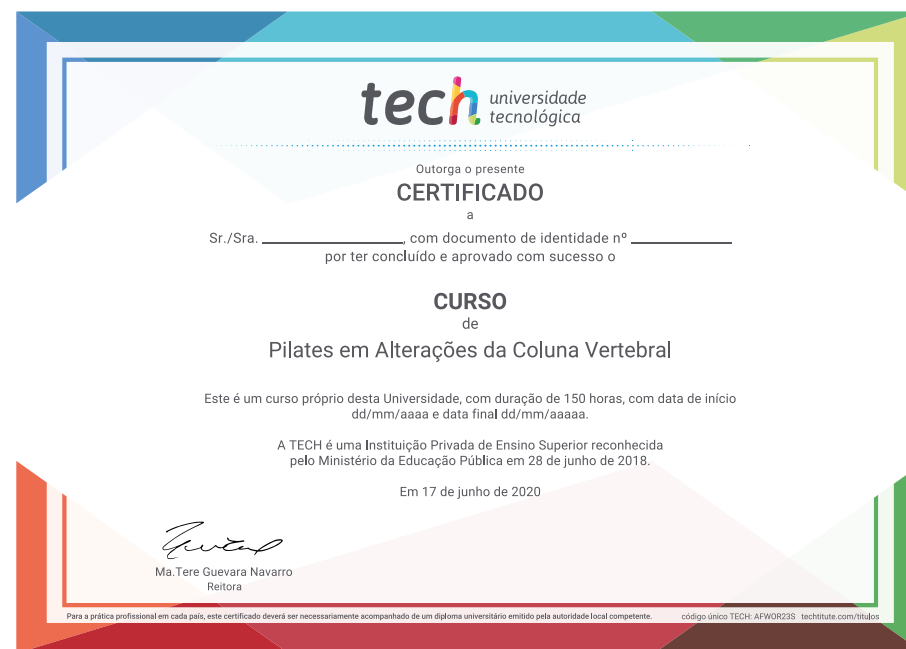 tech universidade
tecnológica
Outorga o presente
CERTIFICADO
a
Sr./Sra. ________________, com documento de identidade nº ____________
por ter concluído e aprovado com sucesso o
CURSO
de
Pilates em Alterações da Coluna Vertebral
Este é um curso próprio desta Universidade, com duração de 150 horas, com data de início
dd/mm/aaaa e data final dd/mm/aaaaa.
A TECH é uma Instituição Privada de Ensino Superior reconhecida
pelo Ministério da Educação Pública em 28 de junho de 2018.
Em 17 de junho de 2020
Ma.Tere Guevara Navarro
Reitora
Para a prática profissional em cada país, este certificado deverá ser necessariamente acompanhado de um diploma universitário emitido pela autoridade local competente. código único TECH: AFWOR23S techtitute.com/titulos